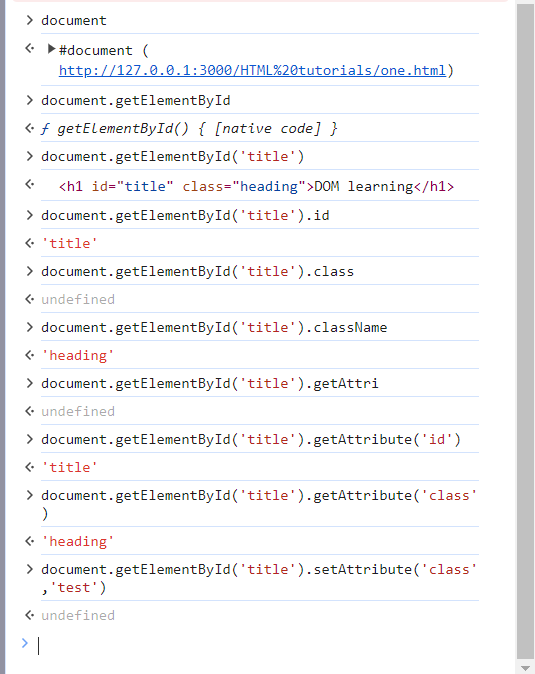 document
#document (
http://127.0.0.1:3000/HTML%20tutorials/one.html)
document.getElementById
ƒ getElementById() { [native code] }
document.getElementById('title')
<h1 id="title" class="heading">DOM learning</h1>
document.getElementById('title').id
'title'
document.getElementById('title').class
undefined
document.getElementById('title').className
'heading'
document.getElementById('title').getAttri
undefined
document.getElementById('title').getAttribute('id')
'title'
document.getElementById('title').getAttribute('class'
)
'heading'
document.getElementById('title').setAttribute('class'
,'test')
undefined